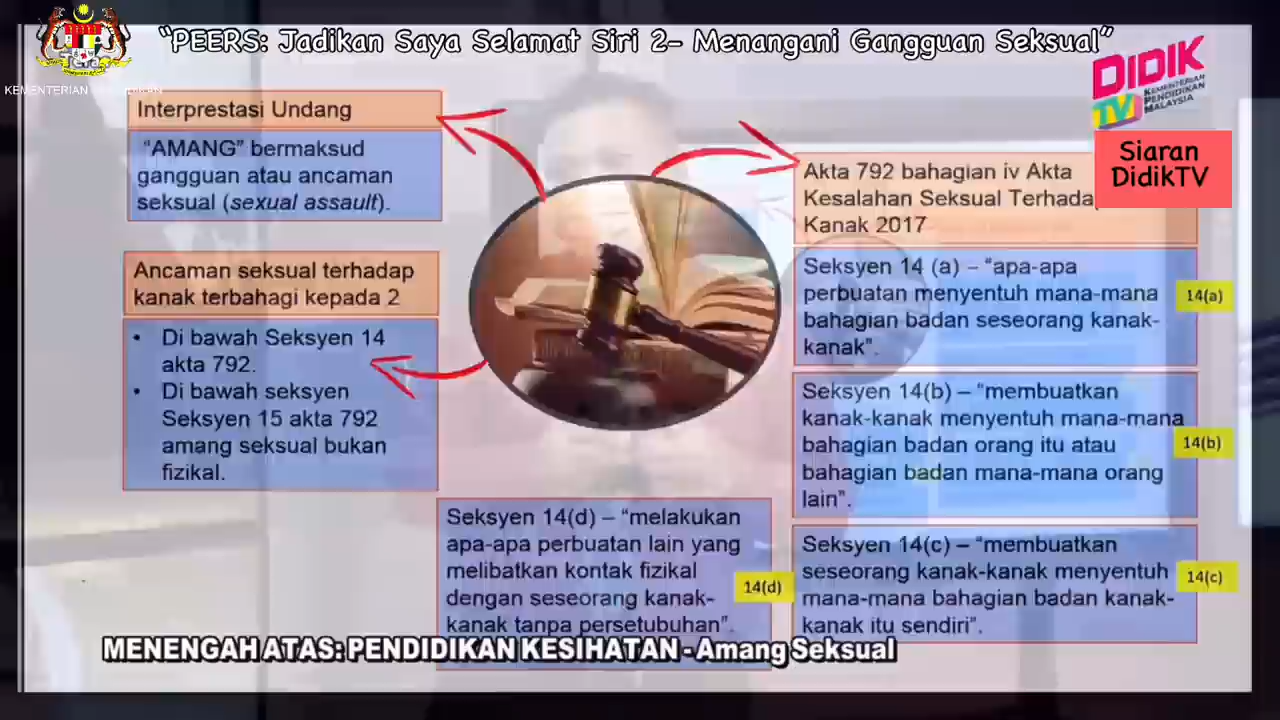 “PEERS: Jadikan Saya Selamat Siri 2- Menangani Gangguan Seksual”
KEMENTERIAN
DIDIK
TV
KEMENTERIAN
PENDIDIKAN
MALAYSIA
Siaran
DidikTV
Interprestasi Undang
“AMANG” bermaksud
gangguan atau ancaman
seksual (sexual assault).
Ancaman seksual terhadap
kanak terbahagi kepada 2
• Di bawah Seksyen 14
akta 792.
• Di bawah seksyen
Seksyen 15 akta 792
amang seksual bukan
fizikal.
Akta 792 bahagian iv Akta
Kesalahan Seksual
Kanak 2017
Seksyen 14 (a) – “apa-apa
perbuatan menyentuh mana-mana
bahagian badan seseorang kanak-
kanak”.
14(a)
Seksyen 14(b) – “membuatkan
kanak-kanak menyentuh mana-mana
bahagian badan orang itu atau
bahagian badan mana-mana orang
lain”.
14(b)
Seksyen 14(c) – “membuatkan
seseorang kanak-kanak menyentuh
mana-mana bahagian badan kanak-
kanak itu sendiri”.
14(c)
Seksyen 14(d) – “melakukan
apa-apa perbuatan lain yang
melibatkan kontak fizikal
dengan seseorang kanak-
kanak tanpa persetubuhan”.
14(d)
MENENGAH ATAS: PENDIDIKAN KESIHATAN - Amang Seksual